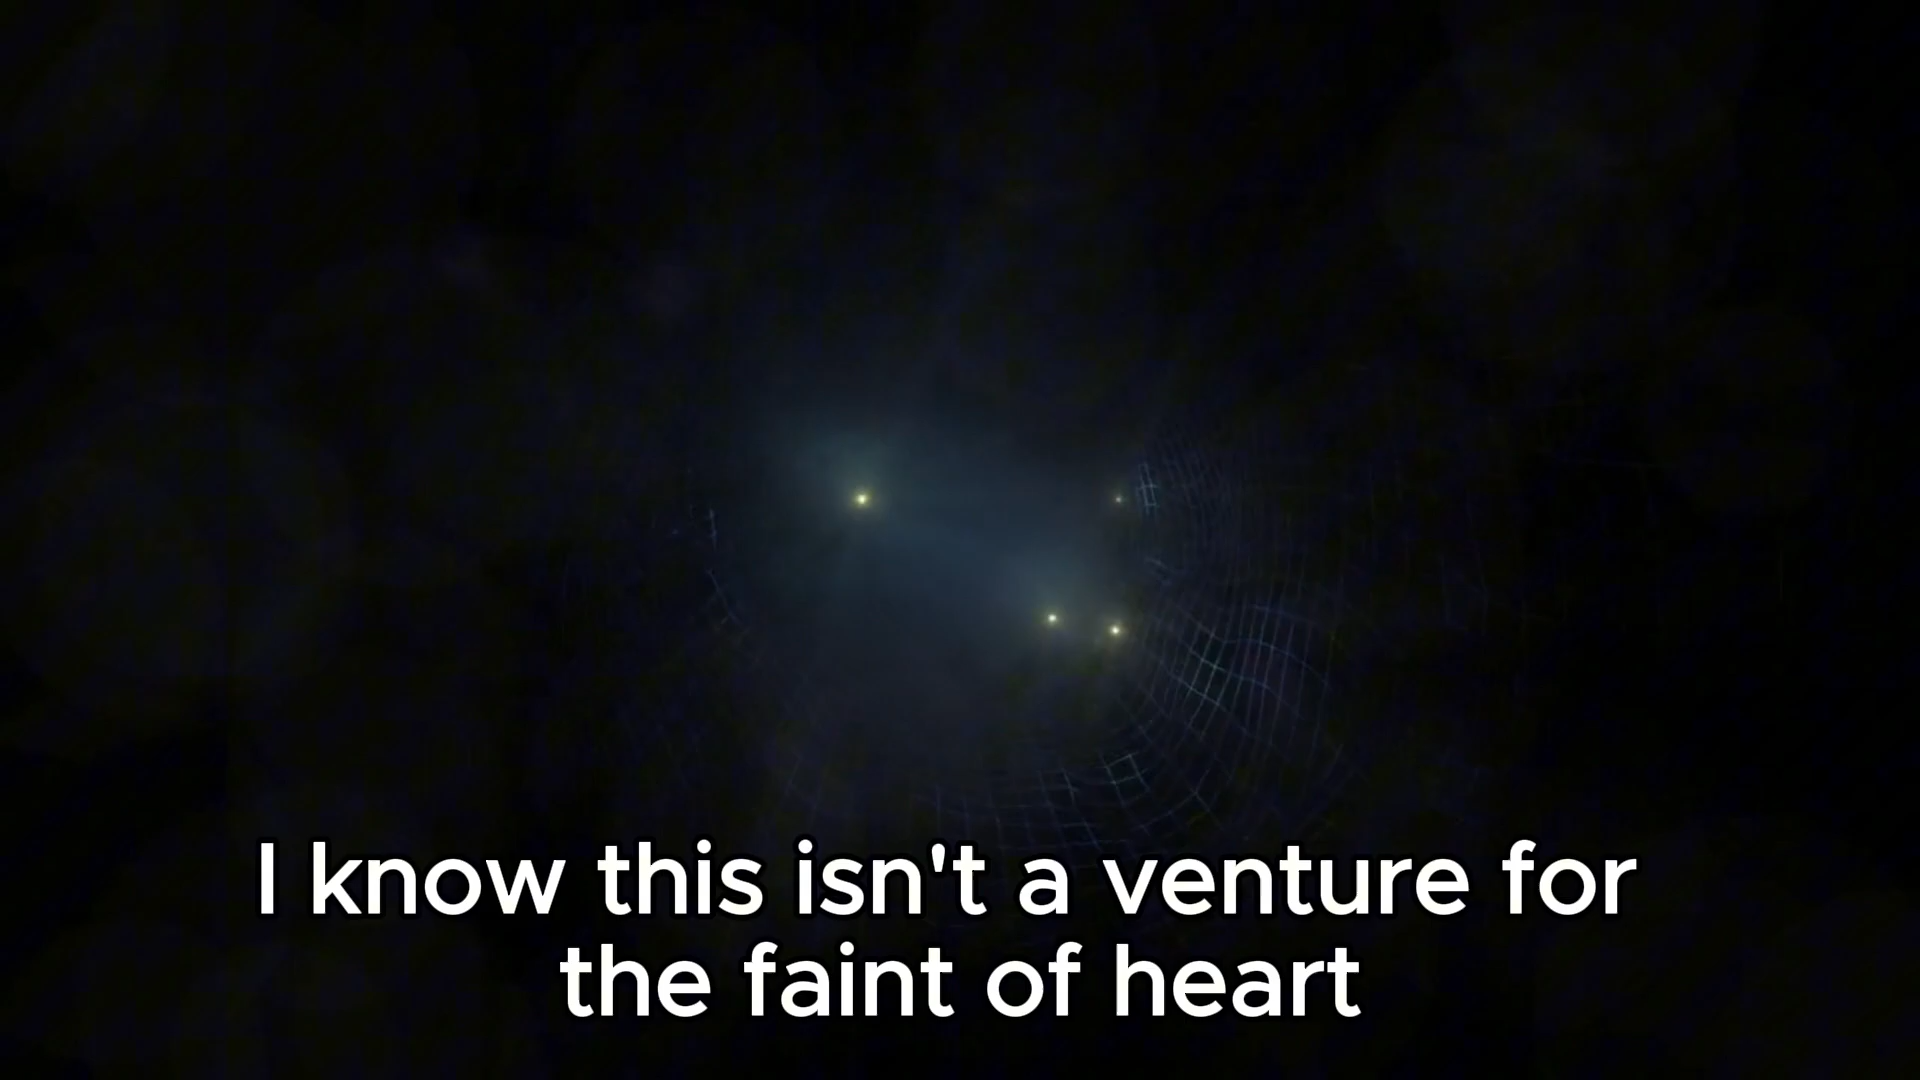 I know this isn't a venture for
the faint of heart